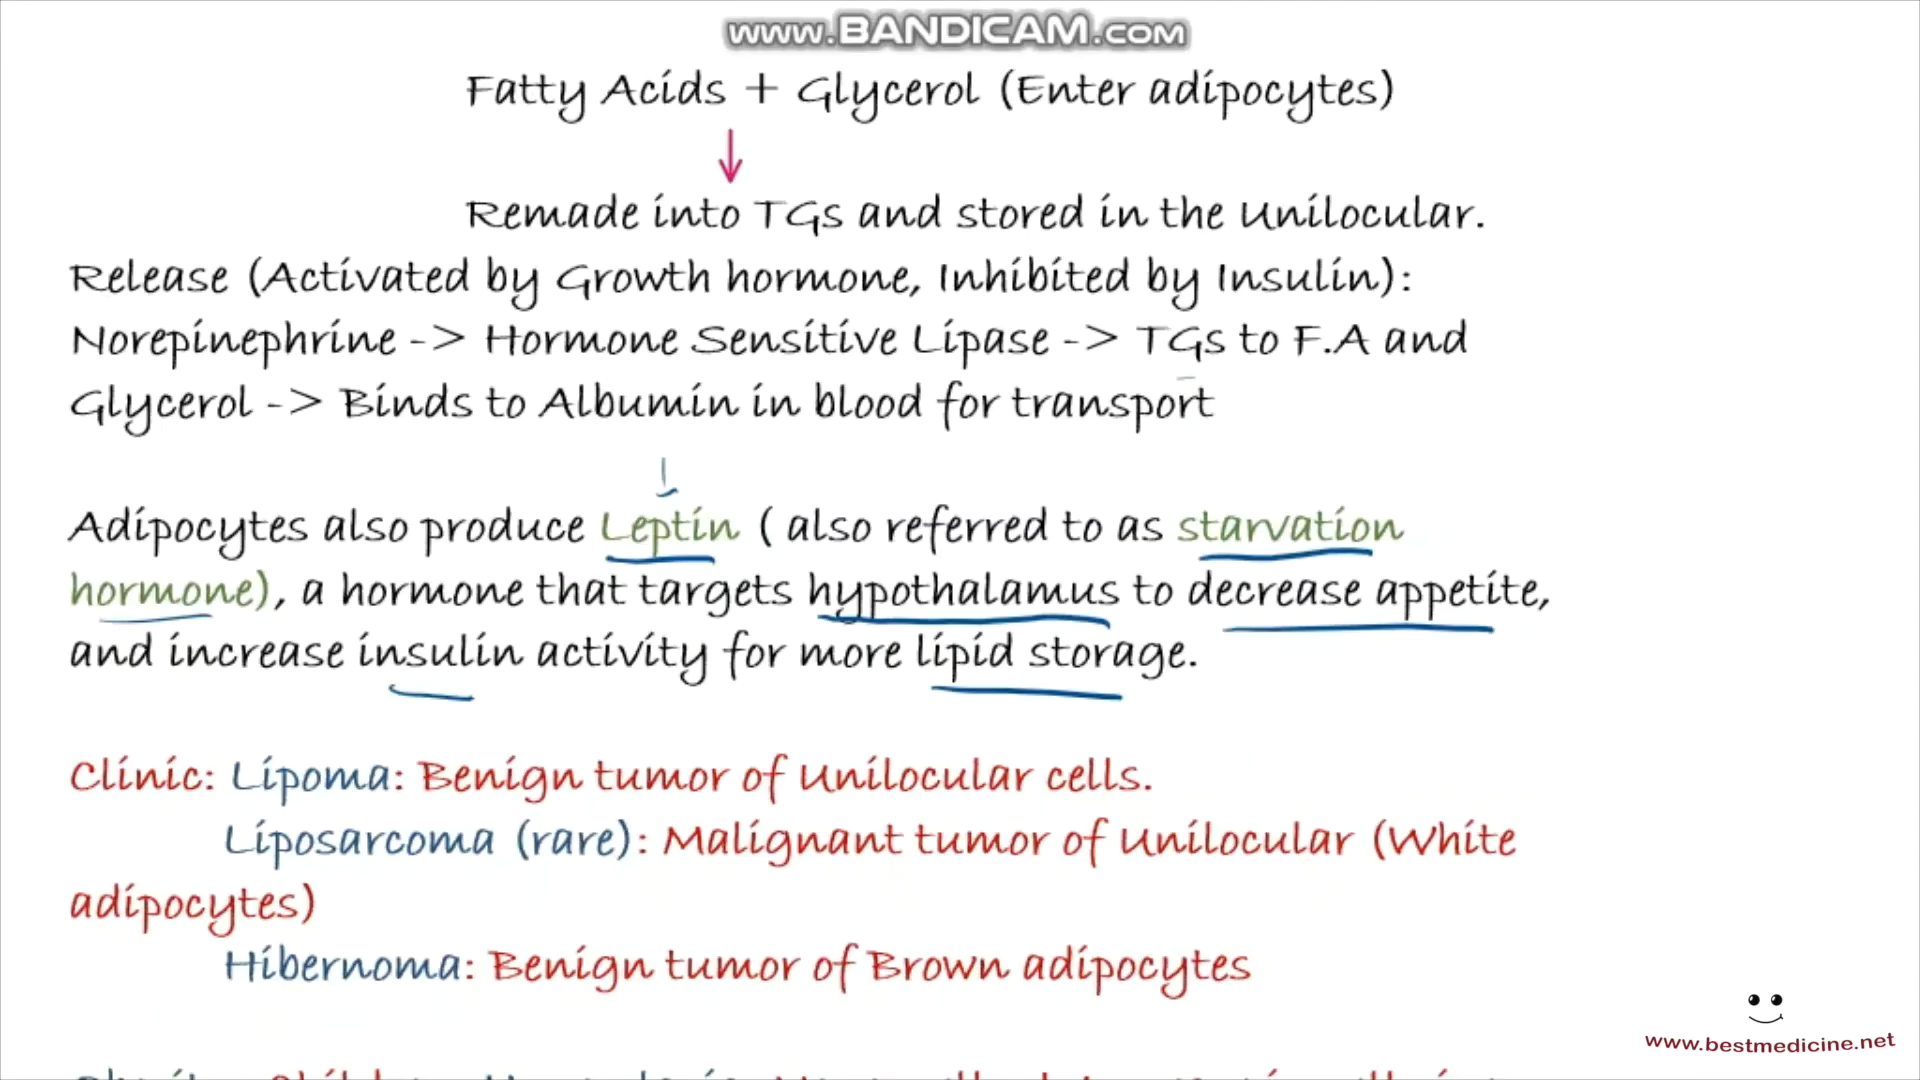 www.BANDICAM.com
Fatty Acids + Glycerol (Enter adipocytes)
Remade into TGs and stored in the Unilocular.
Release (Activated by Growth hormone, Inhibited by Insulin):
Norepinephrine -> Hormone Sensitive Lipase -> TGs to F.A and
Glycerol -> Binds to Albumin in blood for transport
Adipocytes also produce Leptin ( also referred to as starvation
hormone), a hormone that targets hypothalamus to decrease appetite,
and increase insulin activity for more lipid storage.
Clinic: Lipoma: Benign tumor of Unilocular cells.
Liposarcoma (rare): Malignant tumor of Unilocular (White
adipocytes)
Hibernoma: Benign tumor of Brown adipocytes
www.bestmedicine.net